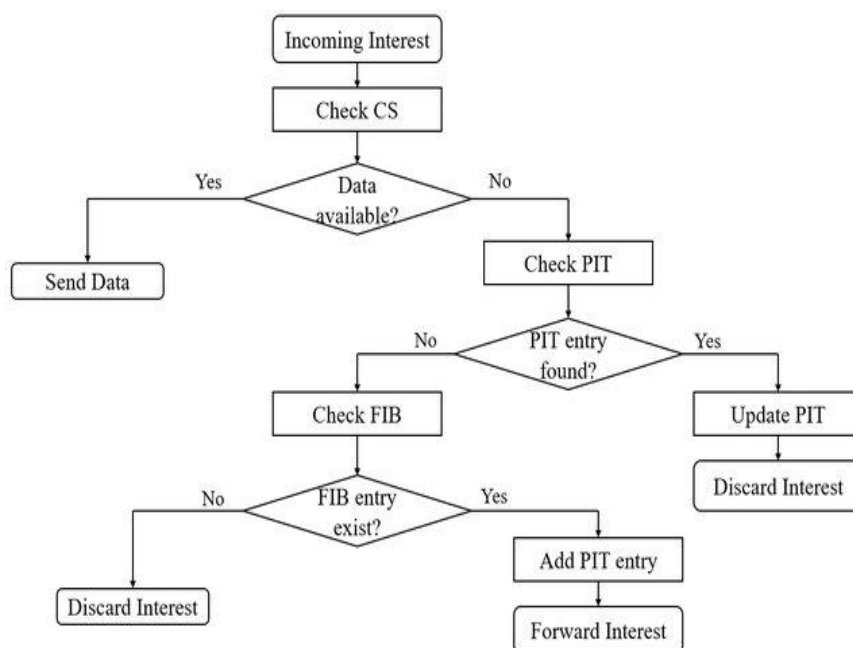 Incoming Interest
Check CS
Yes
Data
available?
No
Send Data
Check PIT
No
PIT entry
found?
Yes
Check FIB
Update PIT
No
FIB entry
exist?
Yes
Discard Interest
Add PIT entry
Discard Interest
Forward Interest